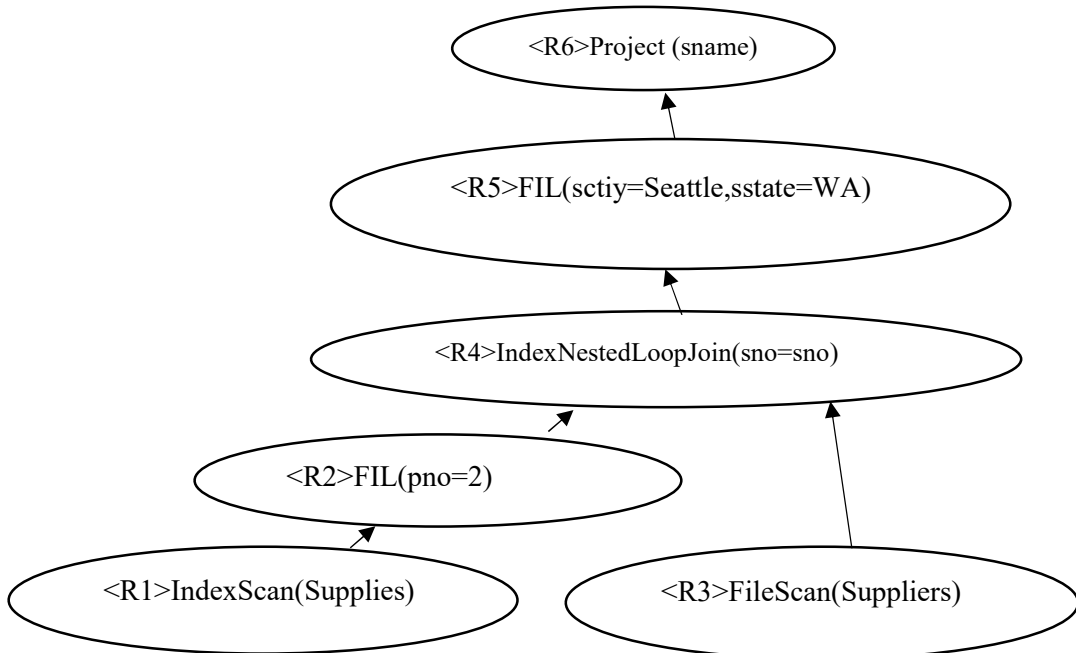 <R6>Project (sname)
<R5>FIL(sctiy=Seattle,sstate=WA)
<R4>IndexNestedLoopJoin(sno=sno)
<R2>FIL(pno=2)
<R1>IndexScan(Supplies)
<R3>FileScan(Suppliers)